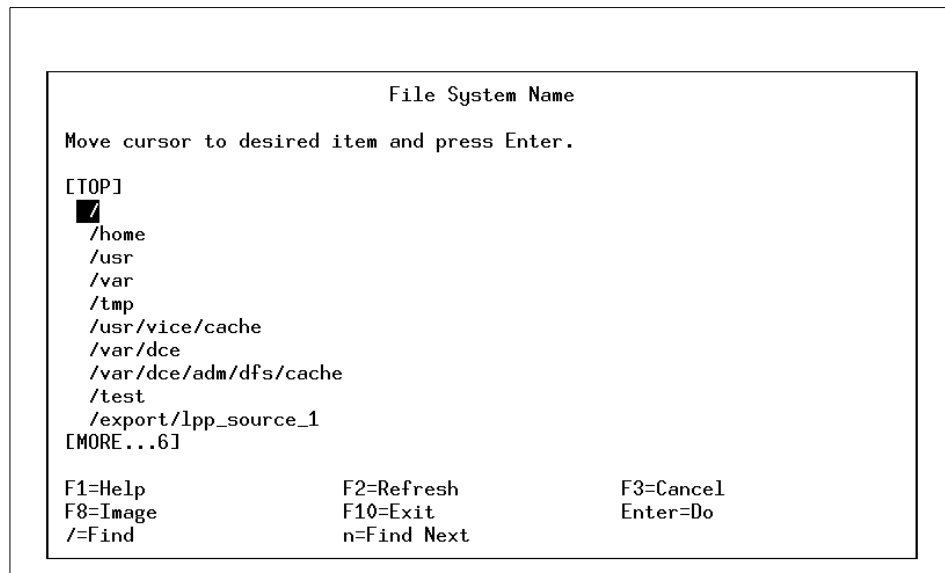 File System Name
Move cursor to desired item and press Enter.
[TOP]
/
/home
/usr
/var
/tmp
/usr/vice/cache
/var/dce
/var/dce/adm/dfs/cache
/test
/export/lpp_source_1
[MORE...6]
F1=Help F2=Refresh F3=Cancel
F8=Image F10=Exit Enter=Do
/=Find n=Find Next